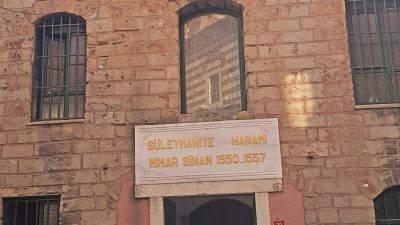 SÜLEYMANİYE HAMAMI
MİMAR SİNAN 1550.1557